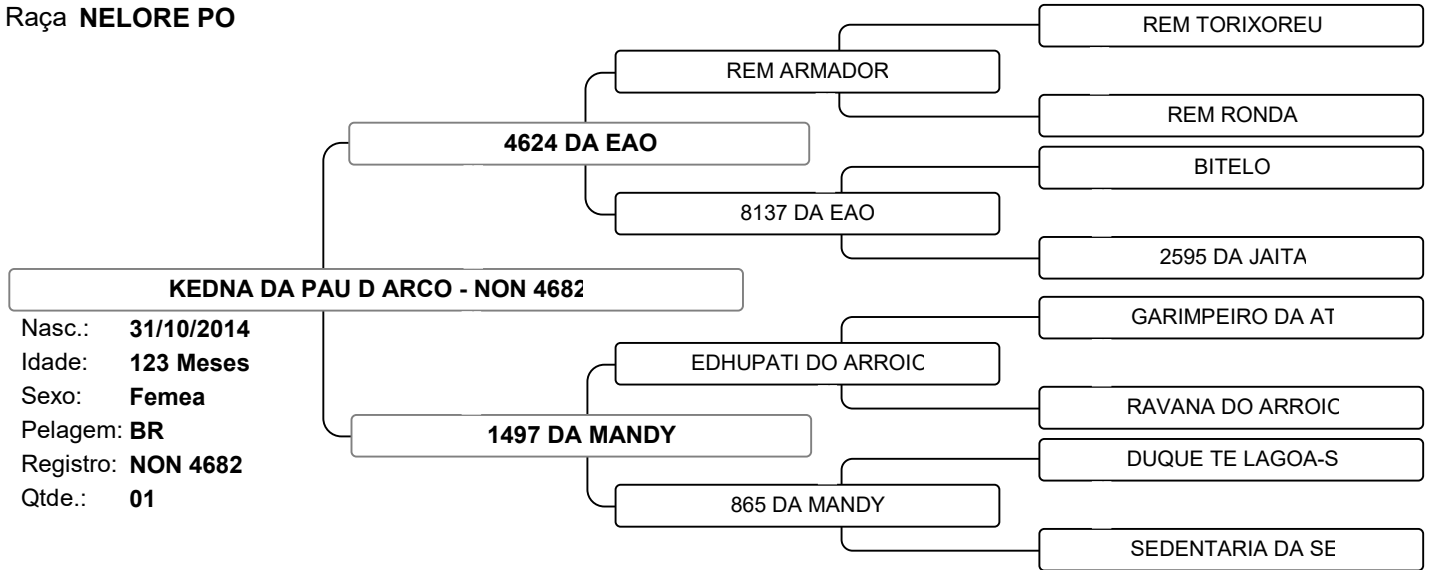 Raça NELORE PO
REM TORIXOREU
REM ARMADOR
REM RONDA
4624 DA EAO
BITELO
8137 DA EAO
2595 DA JAITA
KEDNA DA PAU D ARCO - NON 4682
GARIMPEIRO DA AT
Nasc.: 31/10/2014
Idade: 123 Meses
EDHUPATI DO ARROIC
Sexo: Femea
RAVANA DO ARROIC
Pelagem: BR
1497 DA MANDY
DUQUE TE LAGOA-S
Registro: NON 4682
Qtde.: 01
865 DA MANDY
SEDENTARIA DA SE